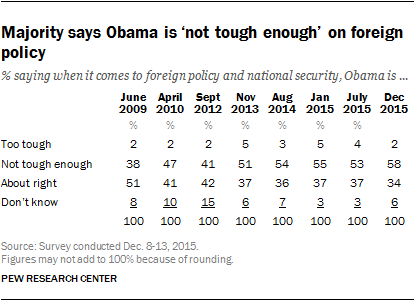 Majority says Obama is ‘not tough enough’ on foreign
policy
% saying when it comes to foreign policy and national security, Obama is ...
June 2009 April 2010 Sept 2012 Nov 2013 Aug 2014 Jan 2015 July 2015 Dec 2015
% % % % % % % %
Too tough 2 2 2 5 3 5 4 2
Not tough enough 38 47 41 51 54 55 53 58
About right 51 41 42 37 36 37 37 34
Don’t know 8 10 15 6 7 3 3 6
100 100 100 100 100 100 100 100
Source: Survey conducted Dec. 8-13, 2015.
Figures may not add to 100% because of rounding.
PEW RESEARCH CENTER